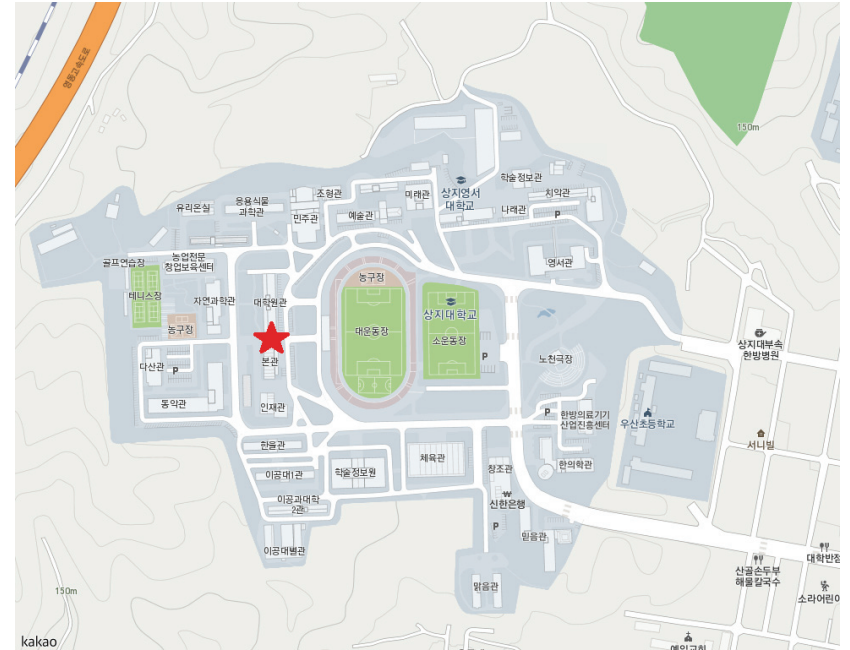 영동고속도로
150m
조형관
미래관
상지영서
대학교
학술정보관
치악관
유리온실
응용식물
과학관
민주관
예술관
나래관
P
골프연습장
농업전문
창업보육센터
영서관
테니스장
자연과학관
대학원관
농구장
상지대학교
농구장
대운동장
소운동장
P
노천극장
상지대부속
한방병원
다산관
P
본관
동악관
인재관
P
한방의료기기
산업진흥센터
우산초등학교
서니빌
한울관
체육관
창조관
한의학관
이공대1관
학술정보원
이공과대학
2관
신한은행
P
믿음관
이공대별관
대학반점
산골손두부
해물칼국수
맑음관
150m
소라어린이
kakao
예일교회